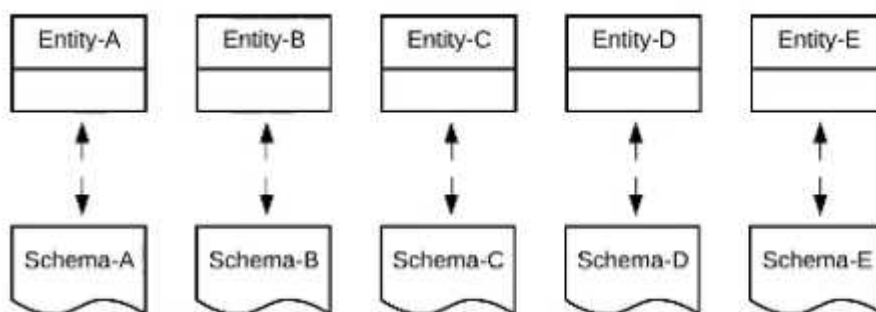 Entity-A
Entity-B
Entity-C
Entity-D
Entity-E
Schema-A
Schema-B
Schema-C
Schema-D
Schema-E